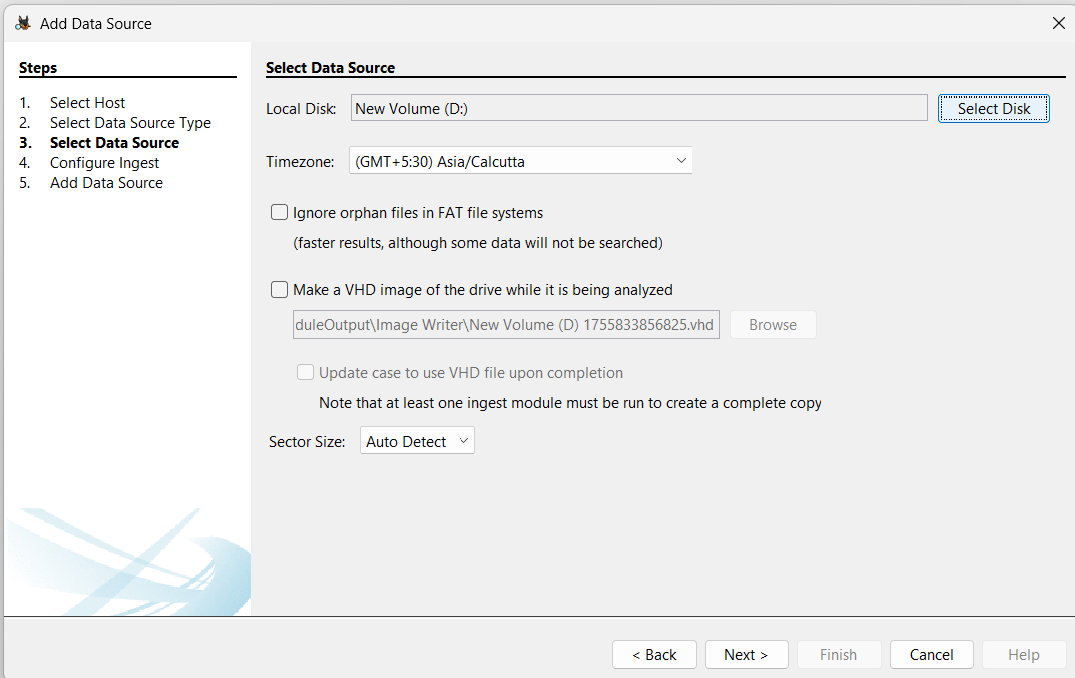 Add Data Source
Steps
1. Select Host
2. Select Data Source Type
3. Select Data Source
4. Configure Ingest
5. Add Data Source
Select Data Source
Local Disk: New Volume (D:) Select Disk
Timezone: (GMT+5:30) Asia/Calcutta
Ignore orphan files in FAT file systems
(faster results, although some data will not be searched)
Make a VHD image of the drive while it is being analyzed
duleOutput\Image Writer\New Volume (D) 1755833856825.vhd Browse
Update case to use VHD file upon completion
Note that at least one ingest module must be run to create a complete copy
Sector Size: Auto Detect
< Back Next > Finish Cancel Help